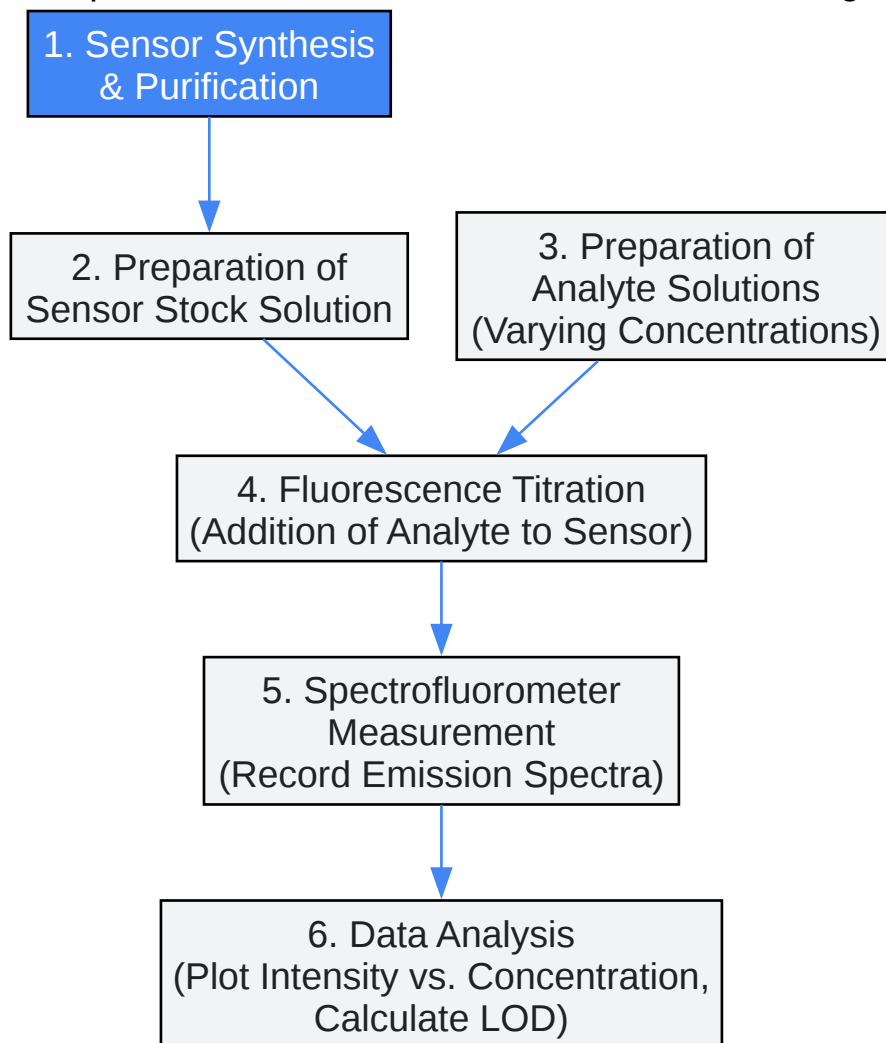 1. Sensor Synthesis
& Purification
2. Preparation of
Sensor Stock Solution
3. Preparation of
Analyte Solutions
(Varying Concentrations)
4. Fluorescence Titration
(Addition of Analyte to Sensor)
5. Spectrofluorometer
Measurement
(Record Emission Spectra)
6. Data Analysis
(Plot Intensity vs. Concentration,
Calculate LOD)